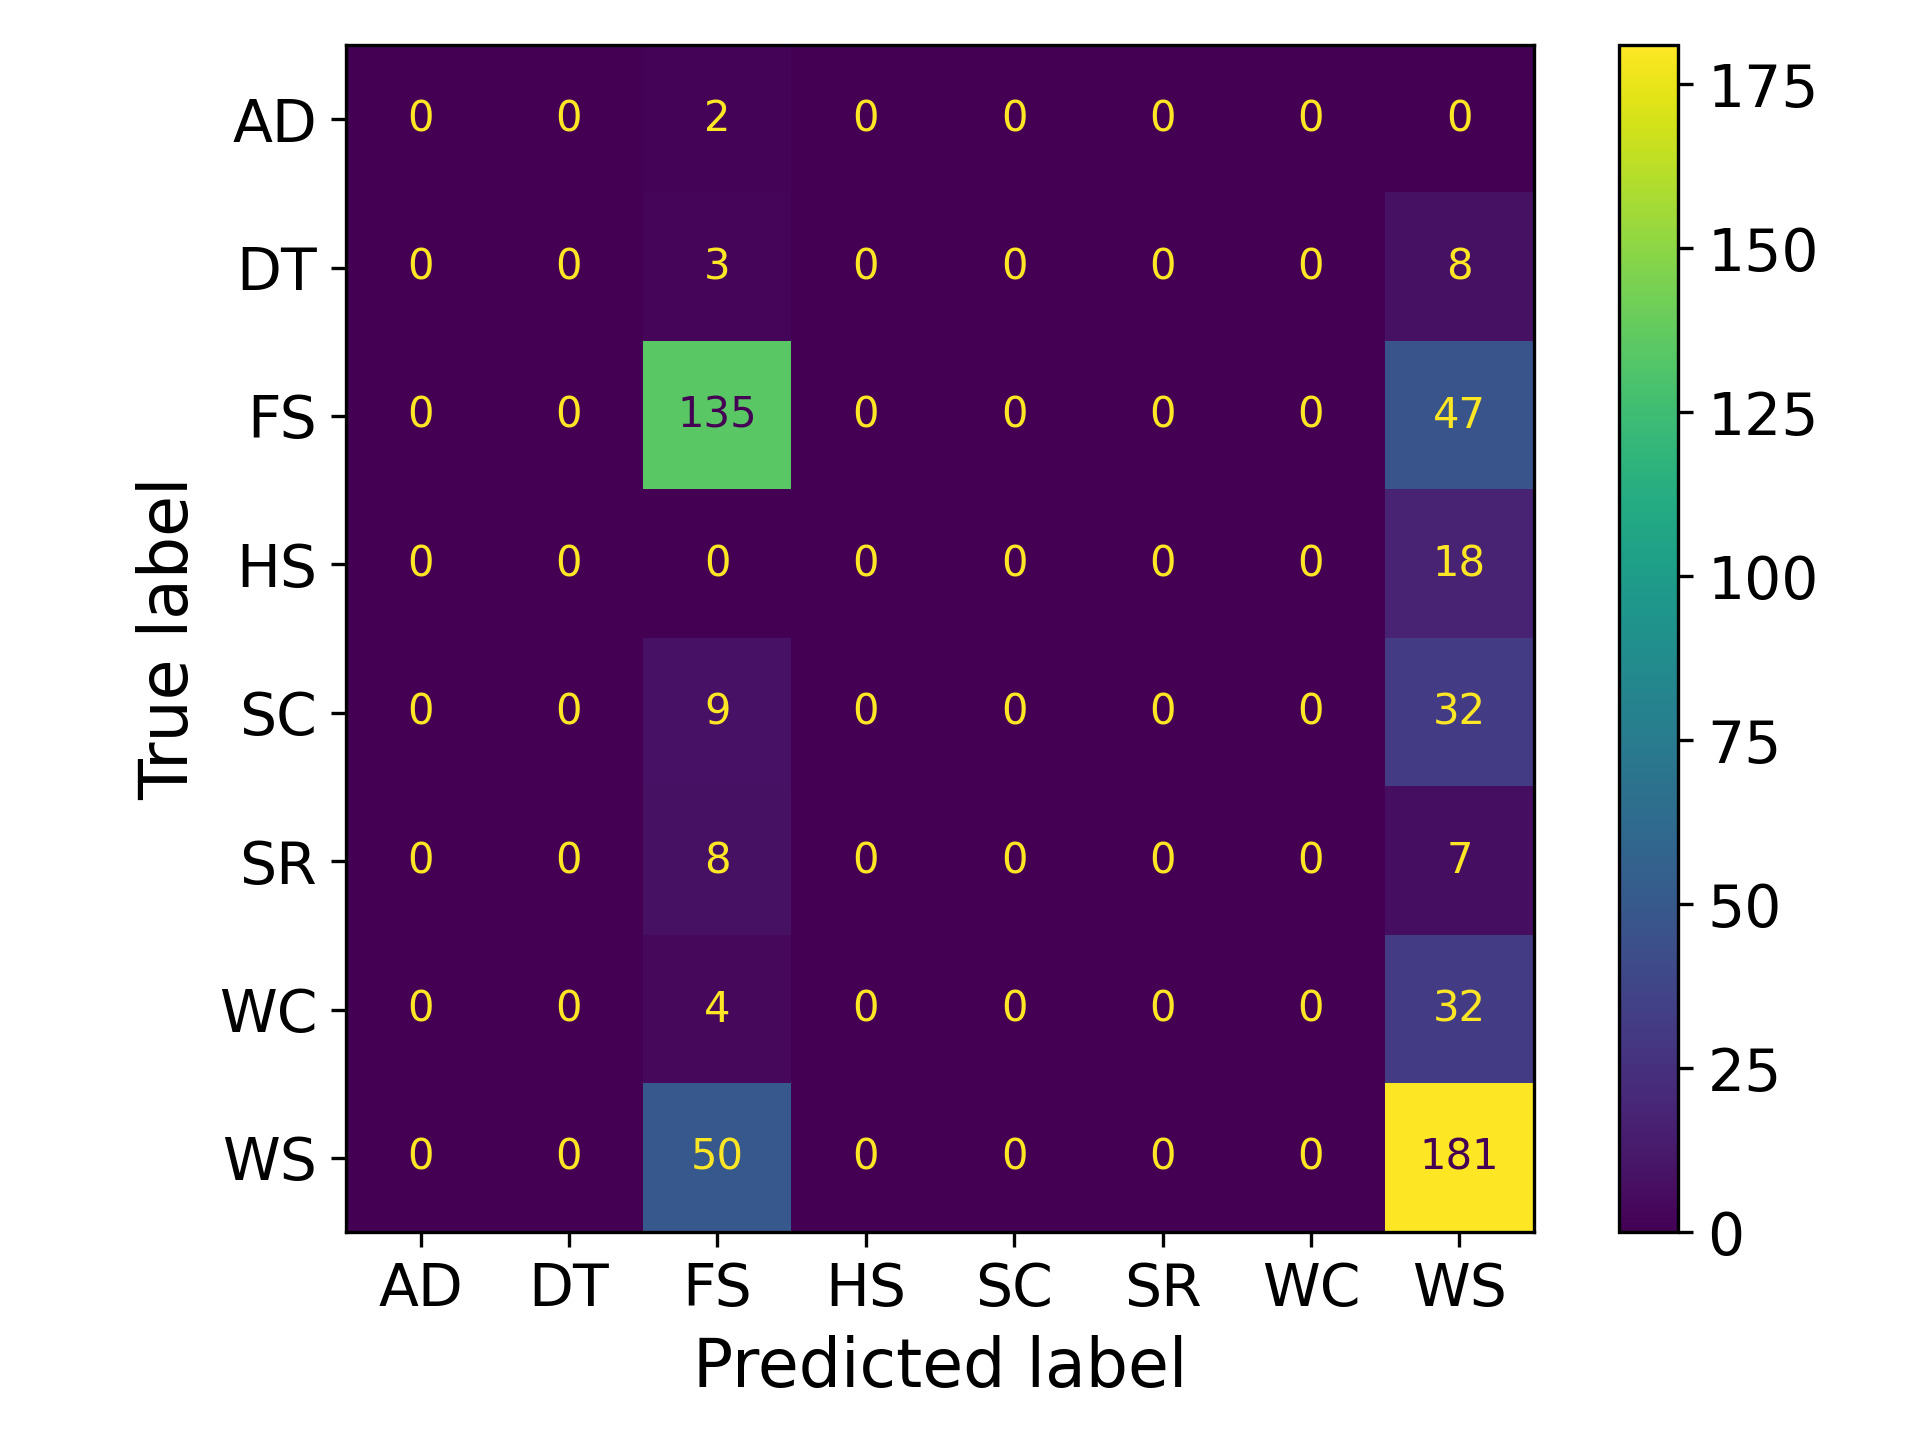 AD 0 0 2 0 0 0 0 0
DT 0 0 3 0 0 0 0 8
FS 0 0 135 0 0 0 0 47
HS 0 0 0 0 0 0 0 18
SC 0 0 9 0 0 0 0 32
SR 0 0 8 0 0 0 0 7
WC 0 0 4 0 0 0 0 32
WS 0 0 50 0 0 0 0 181
AD DT FS HS SC SR WC WS
Predicted label
True label
175
150
125
100
75
50
25
0